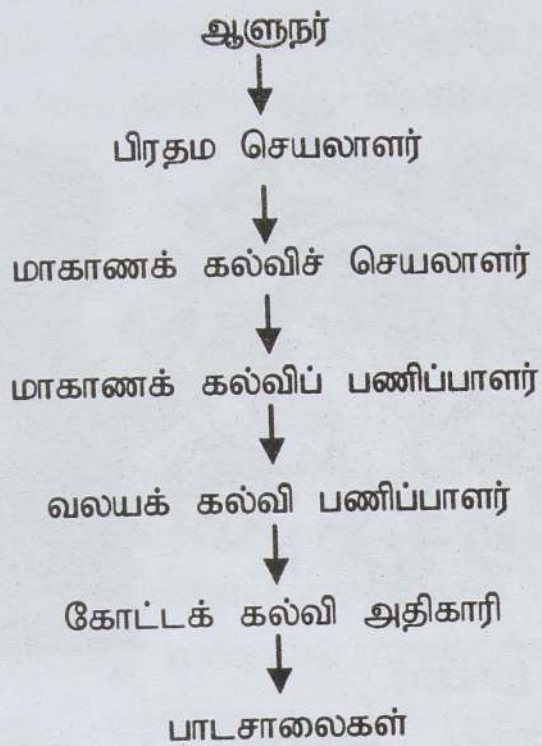 ஆளுநர்
பிரதம செயலாளர்
மாகாணக் கல்விச் செயலாளர்
மாகாணக் கல்விப் பணிப்பாளர்
வலயக் கல்வி பணிப்பாளர்
கோட்டக் கல்வி அதிகாரி
பாடசாலைகள்